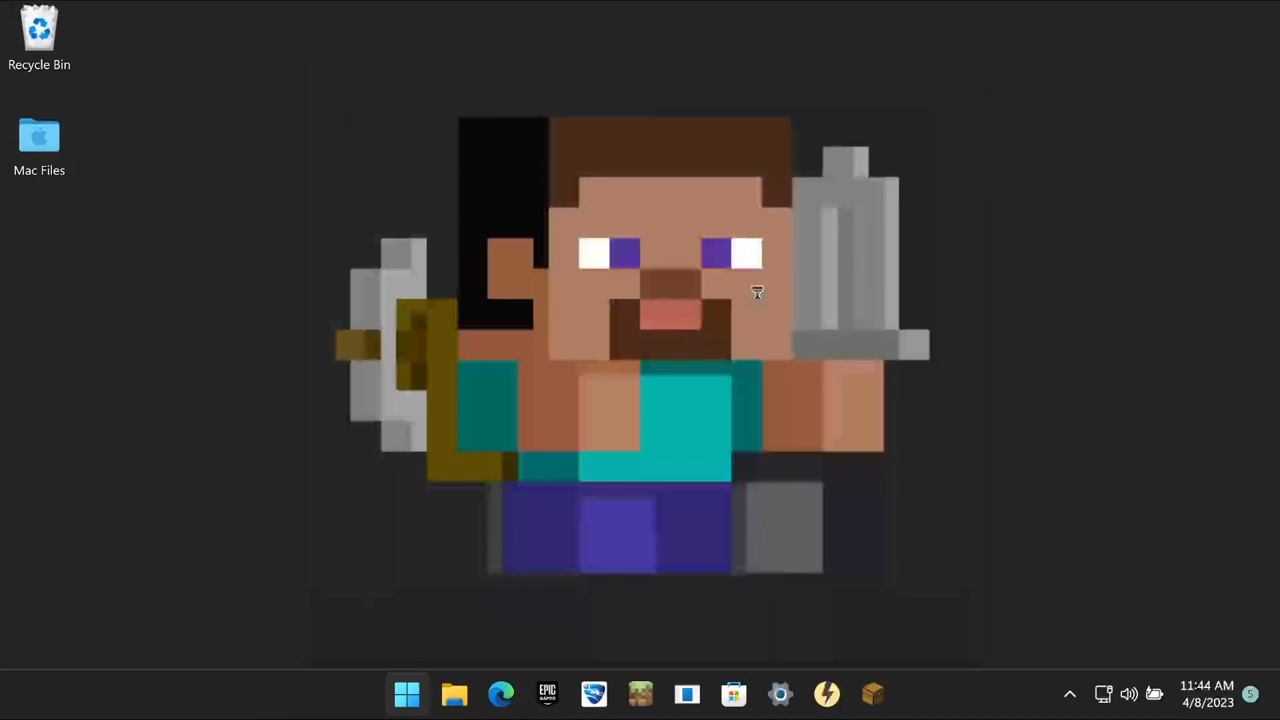 Recycle Bin
Mac Files
EPIC
GAMES
11:44 AM
4/8/2023
S